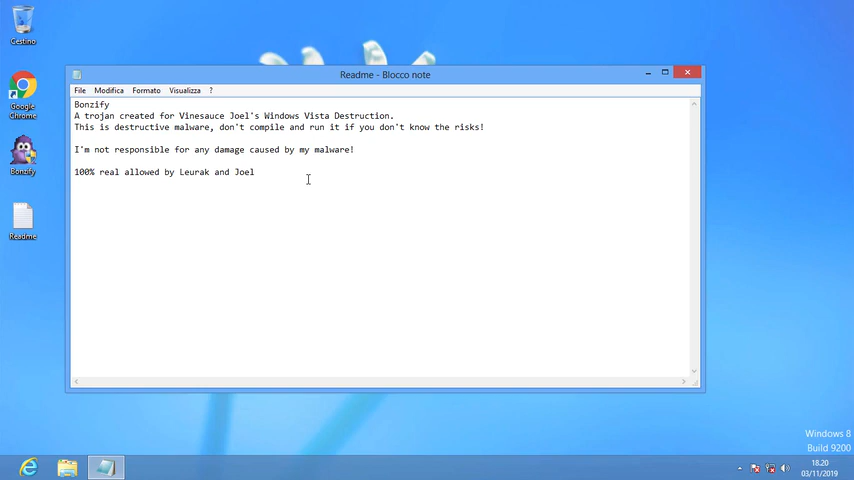 Cestino
Google
Chrome
Bonzify
Readme
Readme - Blocco note
File Modifica Formato Visualizza ?
Bonzify
A trojan created for Vinesauce Joel's Windows Vista Destruction.
This is destructive malware, don't compile and run it if you don't know the risks!
I'm not responsible for any damage caused by my malware!
100% real allowed by Leurak and Joel
Windows 8
Build 9200
18.20
03/11/2019